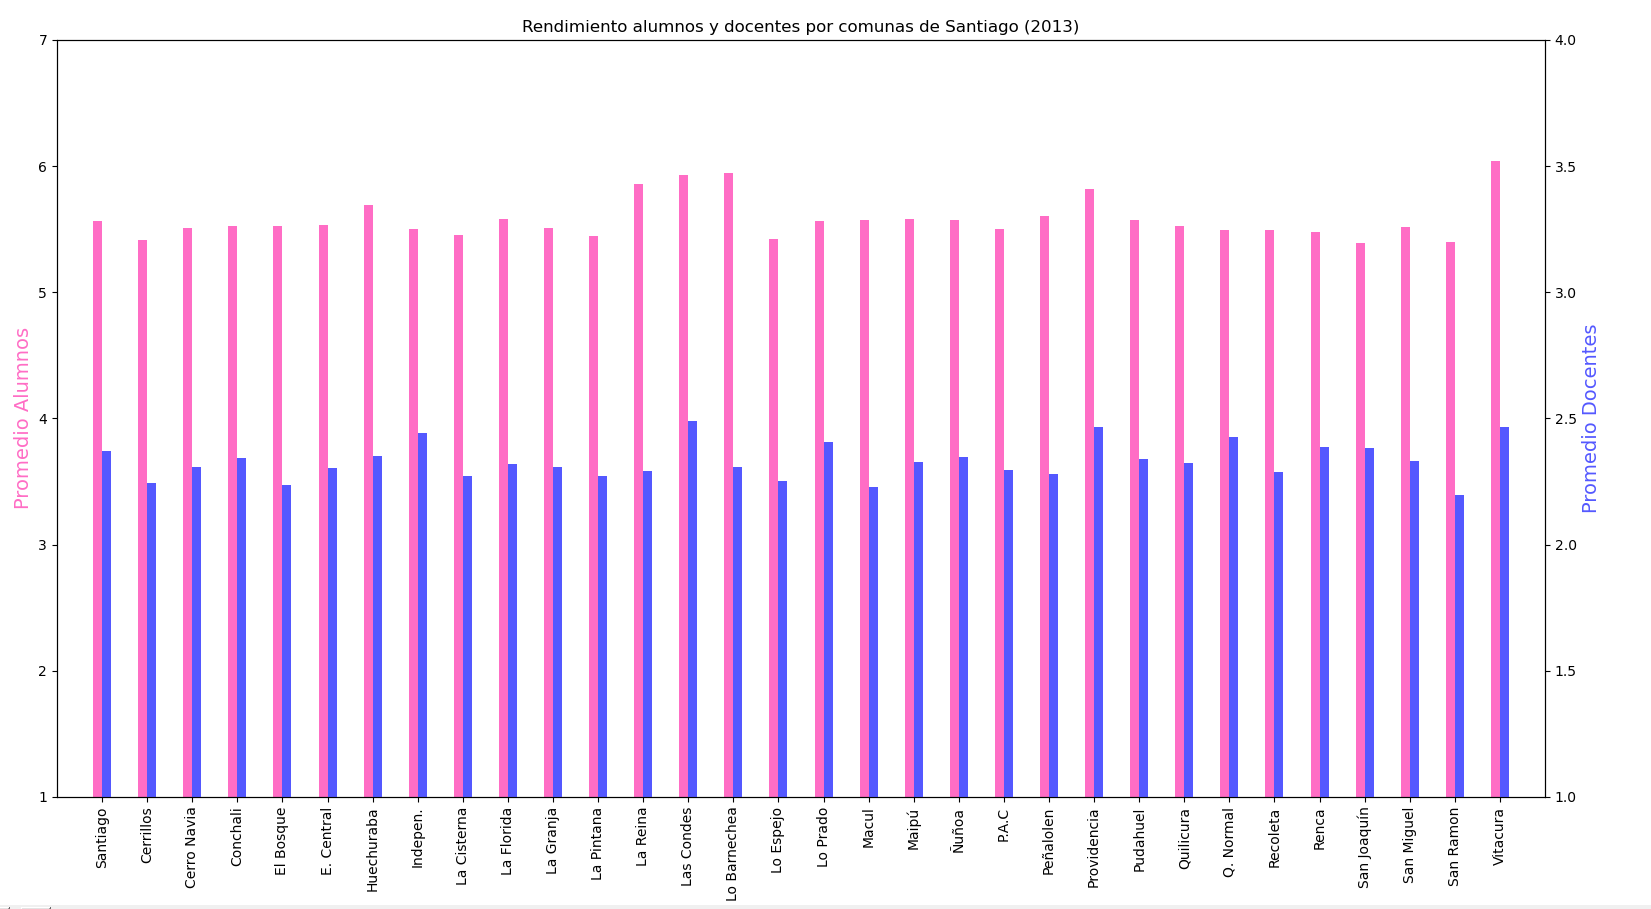 Rendimiento alumnos y docentes por comunas de Santiago (2013)
7
6
5
4
3
2
1
Promedio Alumnos
4.0
3.5
3.0
2.5
2.0
1.5
1.0
Promedio Docentes
Santiago
Cerrillos
Cerro Navia
Conchali
El Bosque
E. Central
Huechuraba
Indepen.
La Cisterna
La Florida
La Granja
La Pintana
La Reina
Las Condes
Lo Barnechea
Lo Espejo
Lo Prado
Macul
Maipú
Ñuñoa
P.A.C
Peñalolen
Providencia
Pudahuel
Quilicura
Q. Normal
Recoleta
Renca
San Joaquín
San Miguel
San Ramon
Vitacura